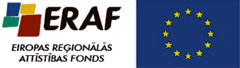 ERAF
EIROPAS REĢIONĀLĀS
ATTĪSTĪBAS FONDS